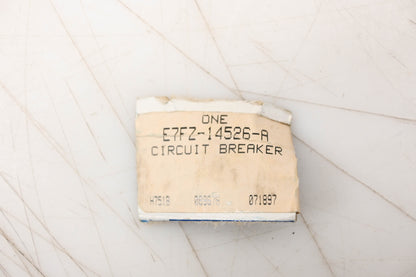 ONE
E7FZ-14526-A
CIRCUIT BREAKER
H7518 071897